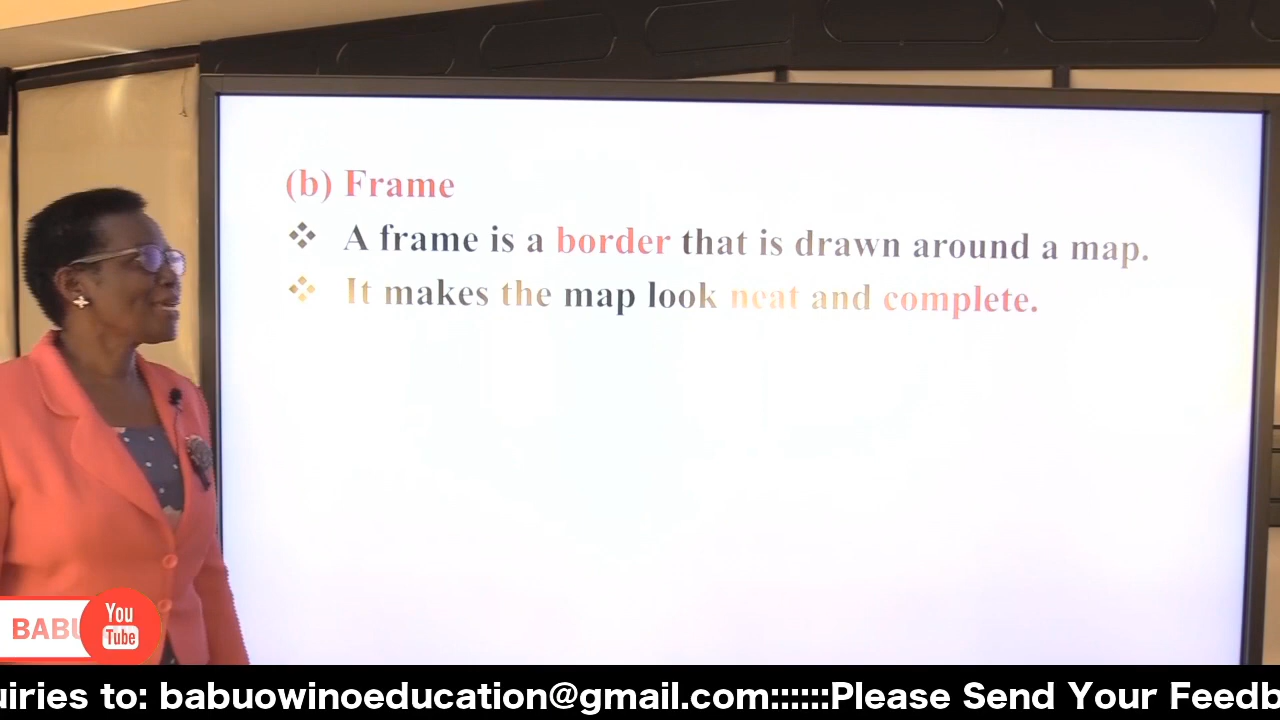 (b) Frame
❖ A frame is a border that is drawn around a map.
❖ It makes the map look neat and complete.
BABU
You
Tube
uiries to: babuowinoeducation@gmail.com::::::Please Send Your Feedb